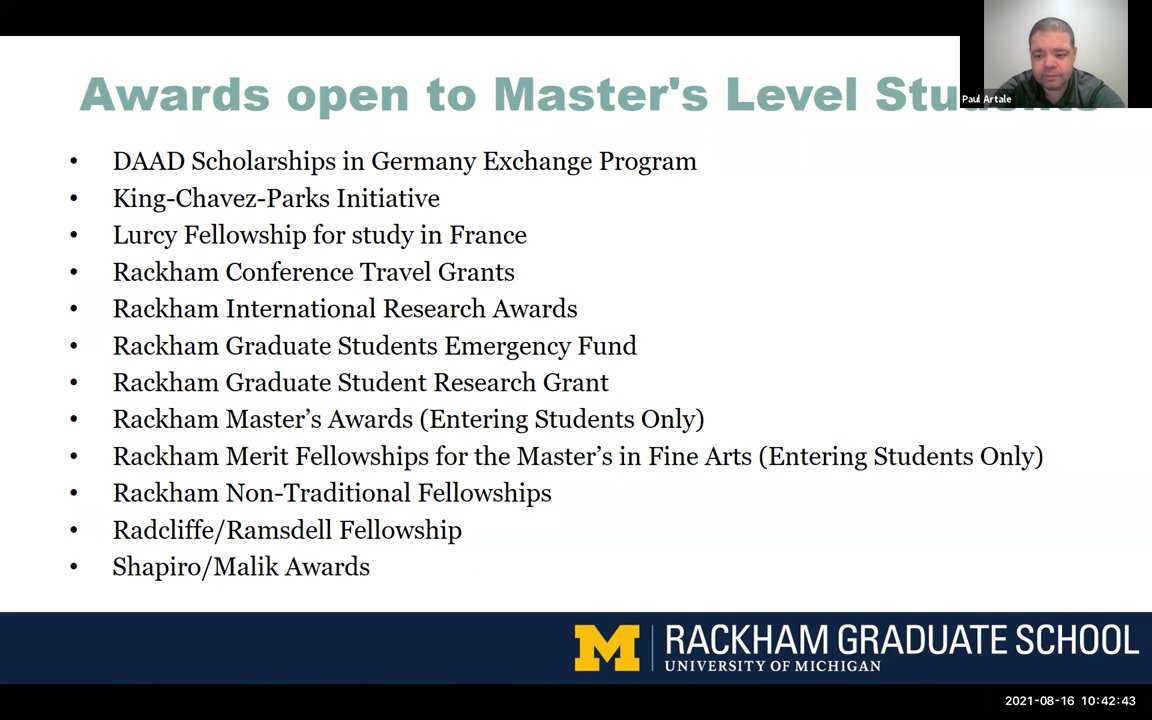 Awards open to Master's Level Students
Paul Artale
• DAAD Scholarships in Germany Exchange Program
• King-Chavez-Parks Initiative
• Lurcy Fellowship for study in France
• Rackham Conference Travel Grants
• Rackham International Research Awards
• Rackham Graduate Students Emergency Fund
• Rackham Graduate Student Research Grant
• Rackham Master’s Awards (Entering Students Only)
• Rackham Merit Fellowships for the Master’s in Fine Arts (Entering Students Only)
• Rackham Non-Traditional Fellowships
• Radcliffe/Ramsdell Fellowship
• Shapiro/Malik Awards
M
RACKHAM GRADUATE SCHOOL
UNIVERSITY OF MICHIGAN
2021-08-16 10:42:43